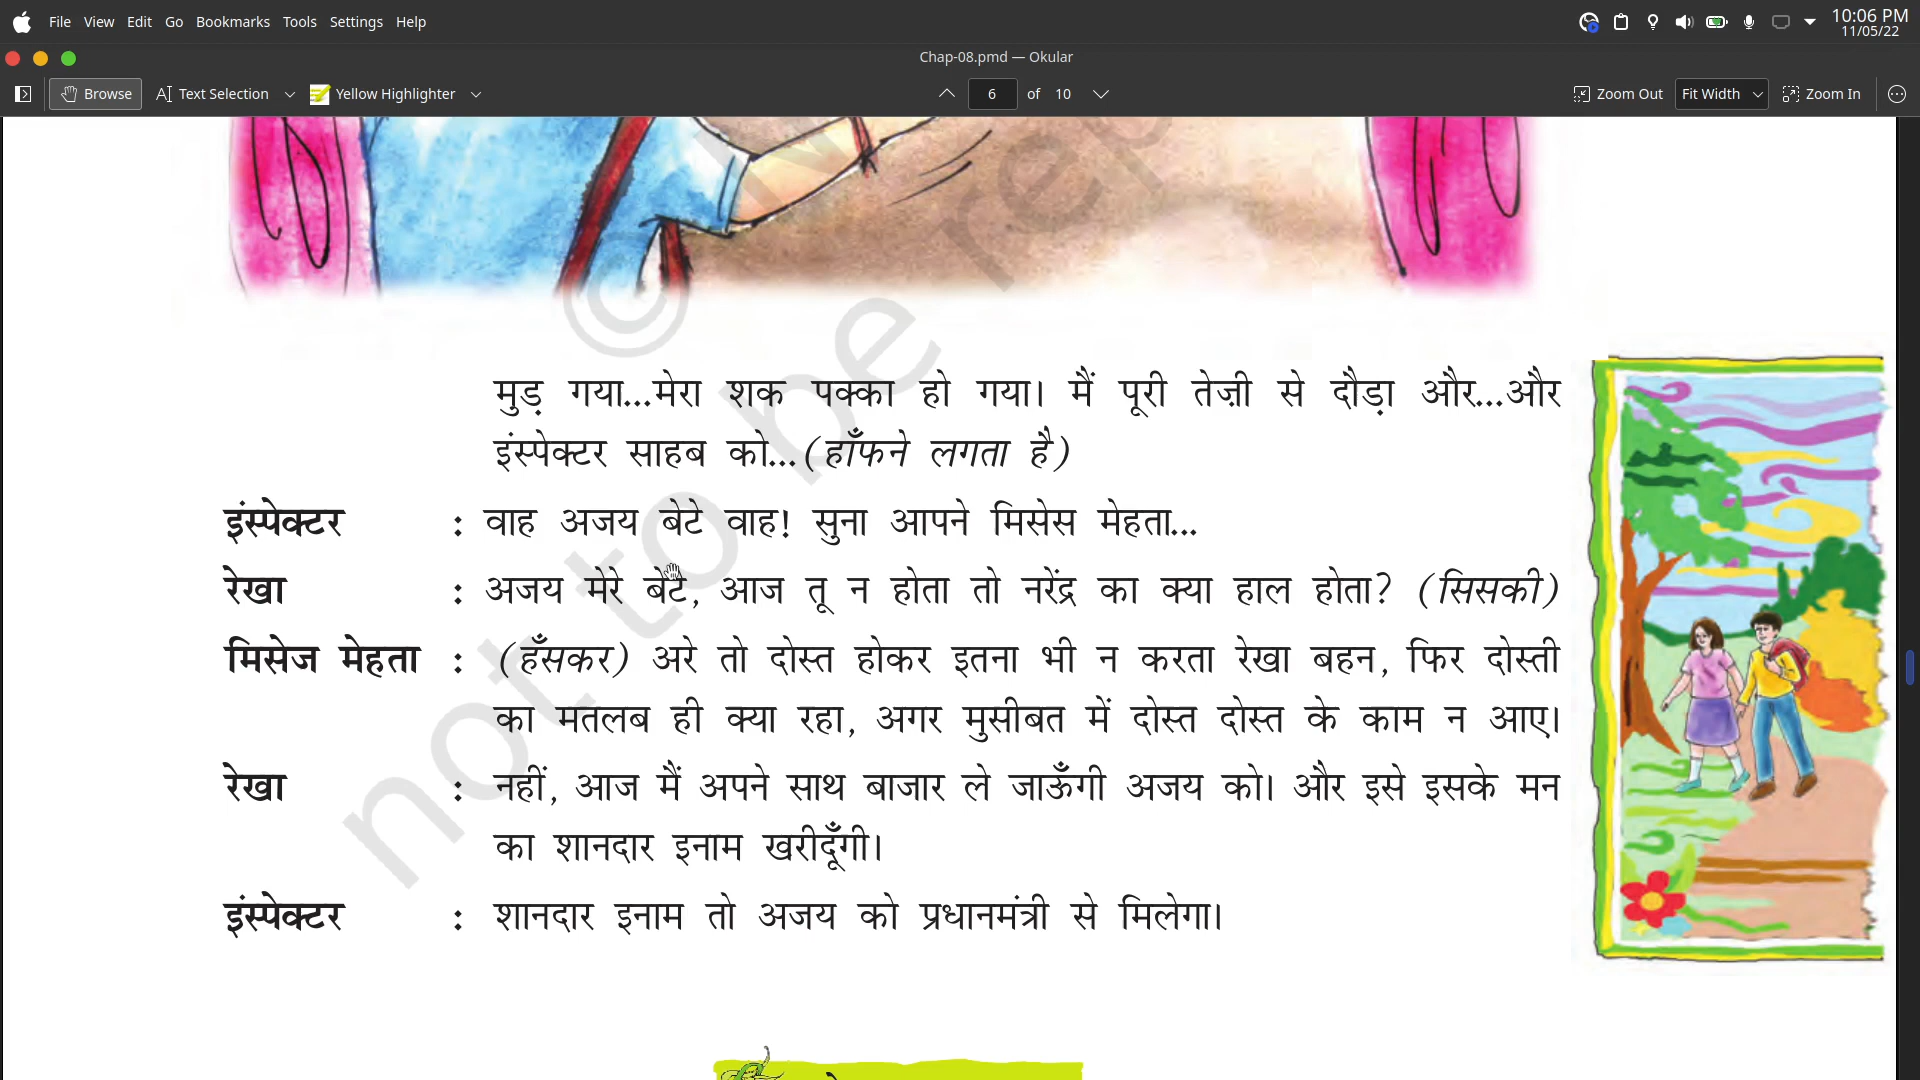 File View Edit Go Bookmarks Tools Settings Help
10:06 PM
11/05/22
Chap-08.pmd — Okular
Browse Text Selection Yellow Highlighter 6 of 10 Zoom Out Fit Width Zoom In
© not to be rep
मुड़ गया...मेरा शक पक्का हो गया। मैं पूरी तेज़ी से दौड़ा और...और
इंस्पेक्टर साहब को...(हाँफने लगता है)
इंस्पेक्टर : वाह अजय बेटे वाह! सुना आपने मिसेस मेहता...
रेखा : अजय मेरे बेटे, आज तू न होता तो नरेंद्र का क्या हाल होता? (सिसकी)
मिसेज मेहता : (हँसकर) अरे तो दोस्त होकर इतना भी न करता रेखा बहन, फिर दोस्ती
का मतलब ही क्या रहा, अगर मुसीबत में दोस्त दोस्त के काम न आए।
रेखा : नहीं, आज मैं अपने साथ बाजार ले जाऊँगी अजय को। और इसे इसके मन
का शानदार इनाम खरीदूँगी।
इंस्पेक्टर : शानदार इनाम तो अजय को प्रधानमंत्री से मिलेगा।